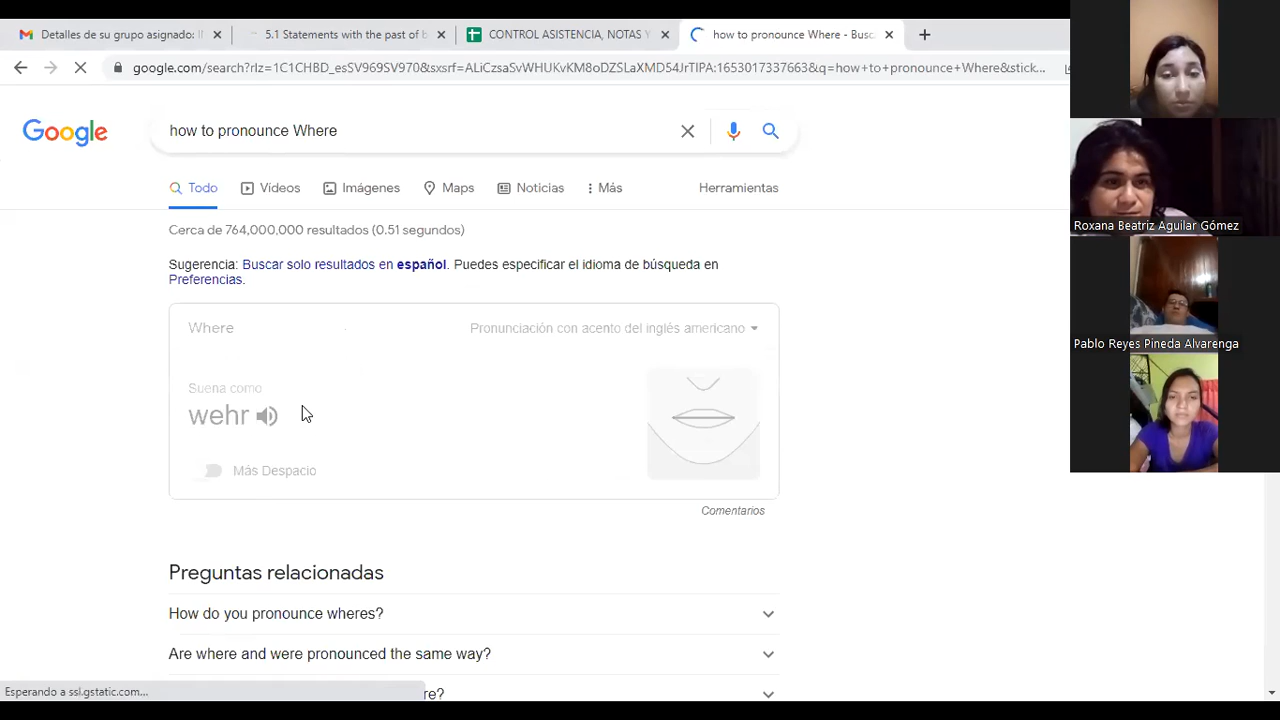 Detalles de su grupo asignado: I
5.1 Statements with the past of b
CONTROL ASISTENCIA, NOTAS Y
how to pronounce Where - Busc
google.com/search?rlz=1C1CHBD_esSV969SV970&sxsrf=ALiCzsaSvWHUKvKM8oDZSLaXMD54JrTIPA:1653017337663&q=how+to+pronounce+Where&stick...
Google
how to pronounce Where
Todo
Videos
Imágenes
Maps
Noticias
Más
Herramientas
Cerca de 764,000,000 resultados (0.51 segundos)
Sugerencia: Buscar solo resultados en español. Puedes especificar el idioma de búsqueda en
Preferencias.
Where
Pronunciación con acento del inglés americano
Suena como
wehr
Más Despacio
Comentarios
Preguntas relacionadas
How do you pronounce wheres?
Are where and were pronounced the same way?
re?
Esperando a ssl.gstatic.com...
Roxana Beatriz Aguilar Gómez
Pablo Reyes Pineda Alvarenga